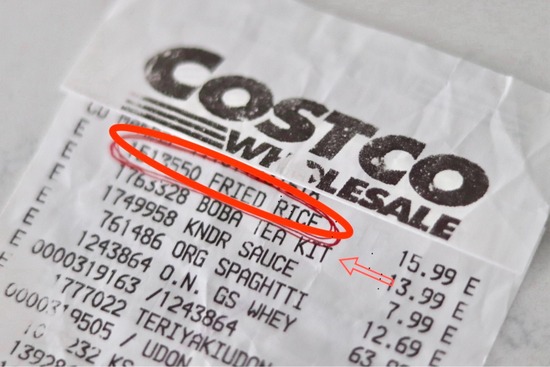 COSTCO
WHOLESALE
E FRIED RICE 15.99 E
E 1763328 BOBA TEA KIT 13.99 E
E 1749958 KNDR SAUCE 7.99 E
E 761486 ORG SPAGHTTI 12.69 E
E 1243864 O.N. GS WHEY
0000319163 /1243864
E 1777022 TERIYAKIUDON
/ UDON